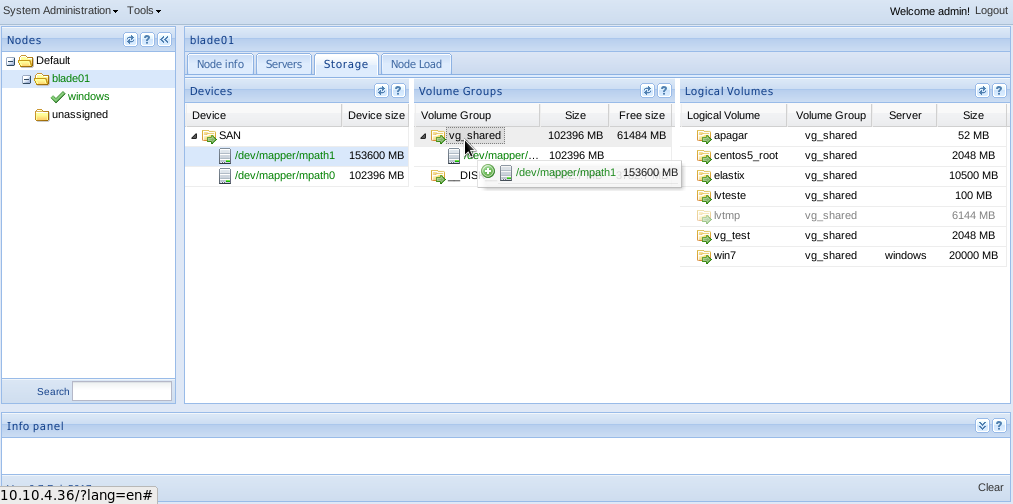 System Administration Tools Welcome admin! Logout
Nodes
Default
blade01
windows
unassigned
Search
blade01
Node info Servers Storage Node Load
Devices
Device Device size
SAN
/dev/mapper/mpath1 153600 MB
/dev/mapper/mpath0 102396 MB
Volume Groups
Volume Group Size Free size
vg_shared 102396 MB 61484 MB
/dev/mapper/... 102396 MB
__DIS
/dev/mapper/mpath1 153600 MB
Logical Volumes
Logical Volume Volume Group Server Size
apagar vg_shared 52 MB
centos5_root vg_shared 2048 MB
elastix vg_shared 10500 MB
lvteste vg_shared 100 MB
lvtmp vg_shared 6144 MB
vg_test vg_shared 2048 MB
win7 vg_shared windows 20000 MB
Info panel
10.10.4.36/?lang=en#
Clear